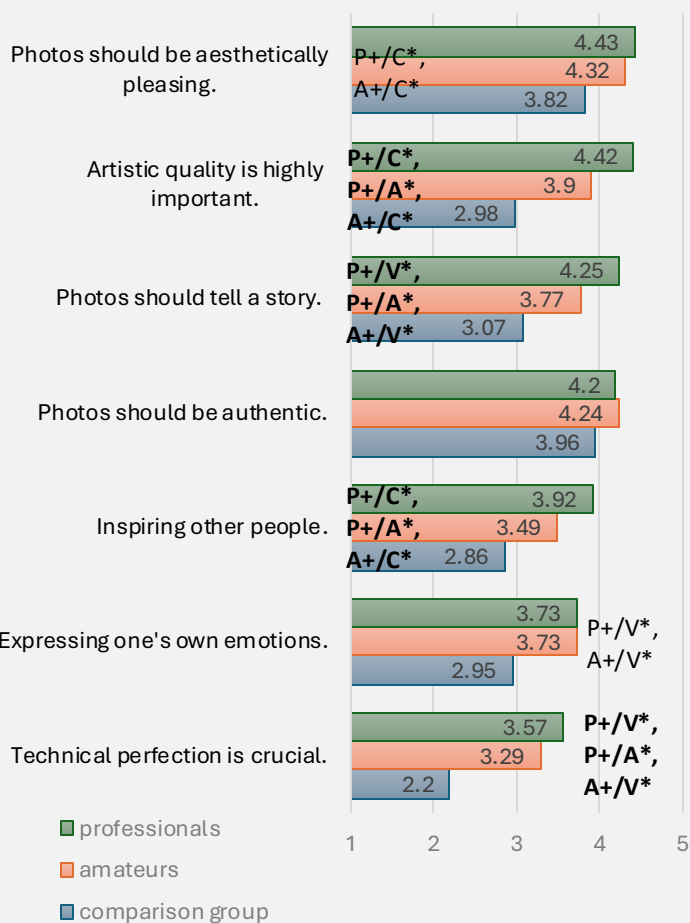 Photos should be aesthetically
pleasing.
P+/C*,
A+/C*
4.43
4.32
3.82
Artistic quality is highly
important.
P+/C*,
P+/A*,
A+/C*
4.42
3.9
2.98
Photos should tell a story.
P+/V*,
P+/A*,
A+/V*
4.25
3.77
3.07
Photos should be authentic.
4.2
4.24
3.96
Inspiring other people.
P+/C*,
P+/A*,
A+/C*
3.92
3.49
2.86
Expressing one's own emotions.
3.73
3.73
2.95
P+/V*,
A+/V*
Technical perfection is crucial.
3.57
3.29
2.2
P+/V*,
P+/A*,
A+/V*
1 2 3 4 5
professionals
amateurs
comparison group